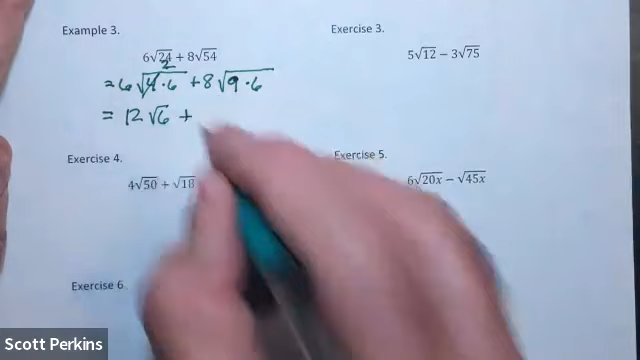 Example 3.
Exercise 3.
6√24 + 8√54
5√12 − 3√75
2
= 6√4·6 + 8√9·6
= 12√6 +
Exercise 4.
Exercise 5.
4√50 + √18
6√20x − √45x
Exercise 6.
Scott Perkins